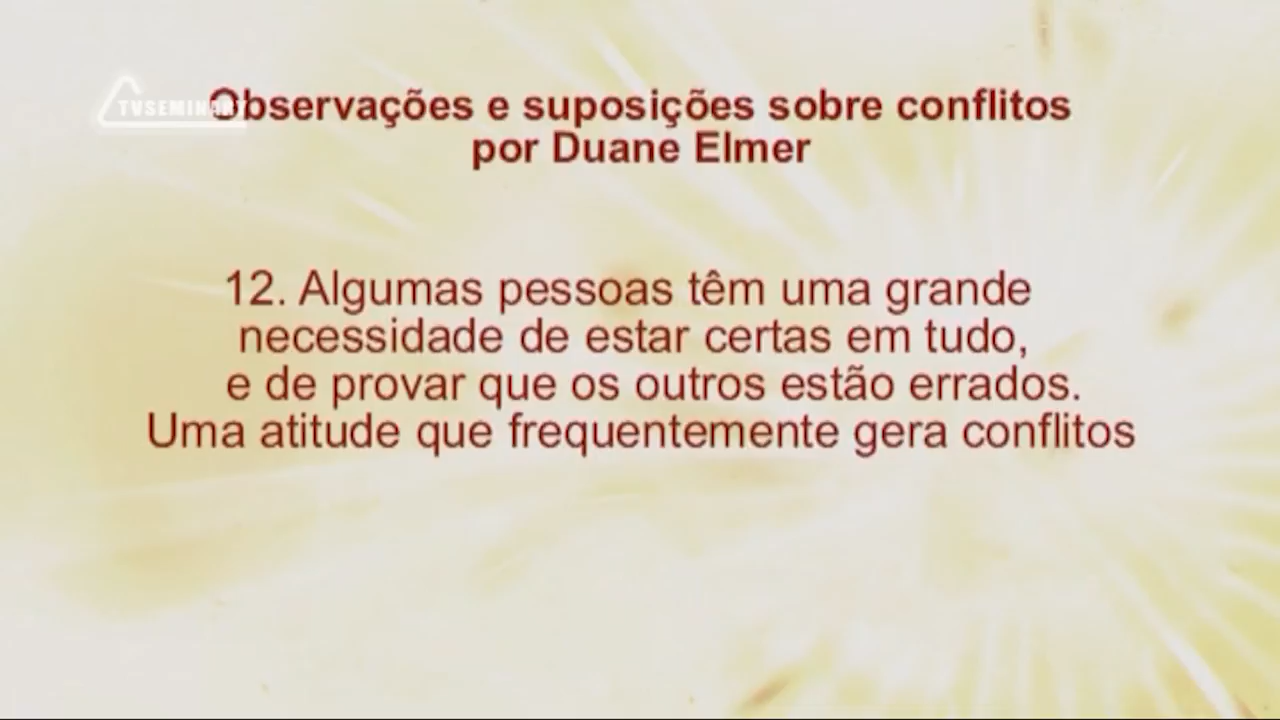 TVSEMINART
Observações e suposições sobre conflitos
por Duane Elmer
12. Algumas pessoas têm uma grande
necessidade de estar certas em tudo,
e de provar que os outros estão errados.
Uma atitude que frequentemente gera conflitos